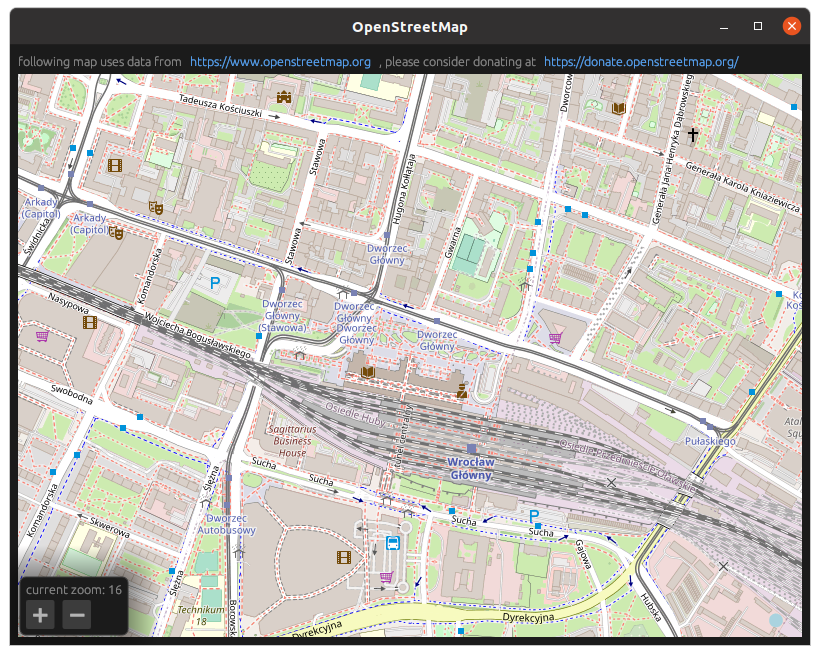 OpenStreetMap
following map uses data from https://www.openstreetmap.org , please consider donating at https://donate.openstreetmap.org/
Tadeusza Kościuszki
Stawowa
Hugona Kołłątaja
Dworcowa
Generała Jana Henryka Dąbrowskiego
Generała Karola Kniaziewicza
Arkady
(Capitol)
Arkady
(Capitol)
Świdnicka
Komandorska
Stawowa
Gwarna
Dworzec
Główny
P
Dworzec
Główny
(Stawowa)
Dworzec
Główny
Dworzec
Główny
Dworzec
Główny
Nasypowa
Wojciecha Bogusławskiego
Swobodna
Osiedle Huby
tunel centralny
Sagittarius
Business
House
Pułaskiego
Osiedle Przedmieście Oławskie
Wrocław
Główny
Sucha
Sucha
Sucha
Sucha
P
Ślężna
Komandorska
Skwerowa
Dworzec
Autobusowy
Gajowa
Hubska
Ślężna
Technikum
18
Borowska
Dyrekcyjna
Dyrekcyjna
current zoom: 16
+ −